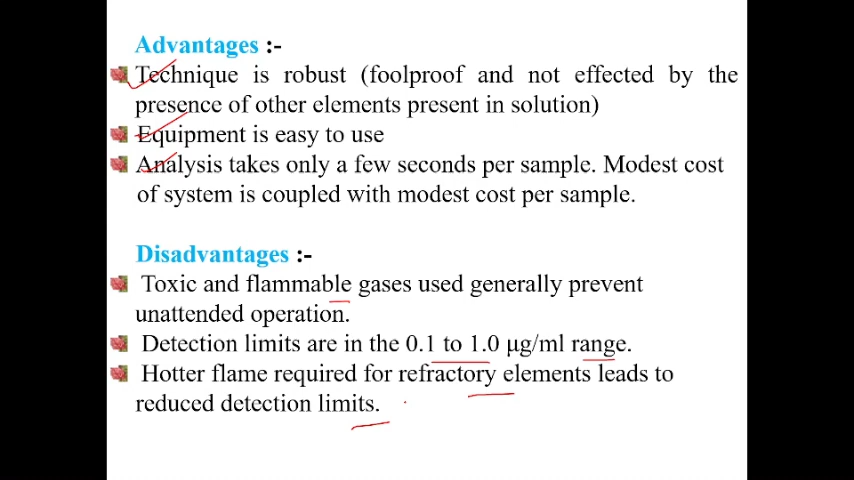 Advantages :-
Technique is robust (foolproof and not effected by the
presence of other elements present in solution)
Equipment is easy to use
Analysis takes only a few seconds per sample. Modest cost
of system is coupled with modest cost per sample.
Disadvantages :-
Toxic and flammable gases used generally prevent
unattended operation.
Detection limits are in the 0.1 to 1.0 μg/ml range.
Hotter flame required for refractory elements leads to
reduced detection limits.